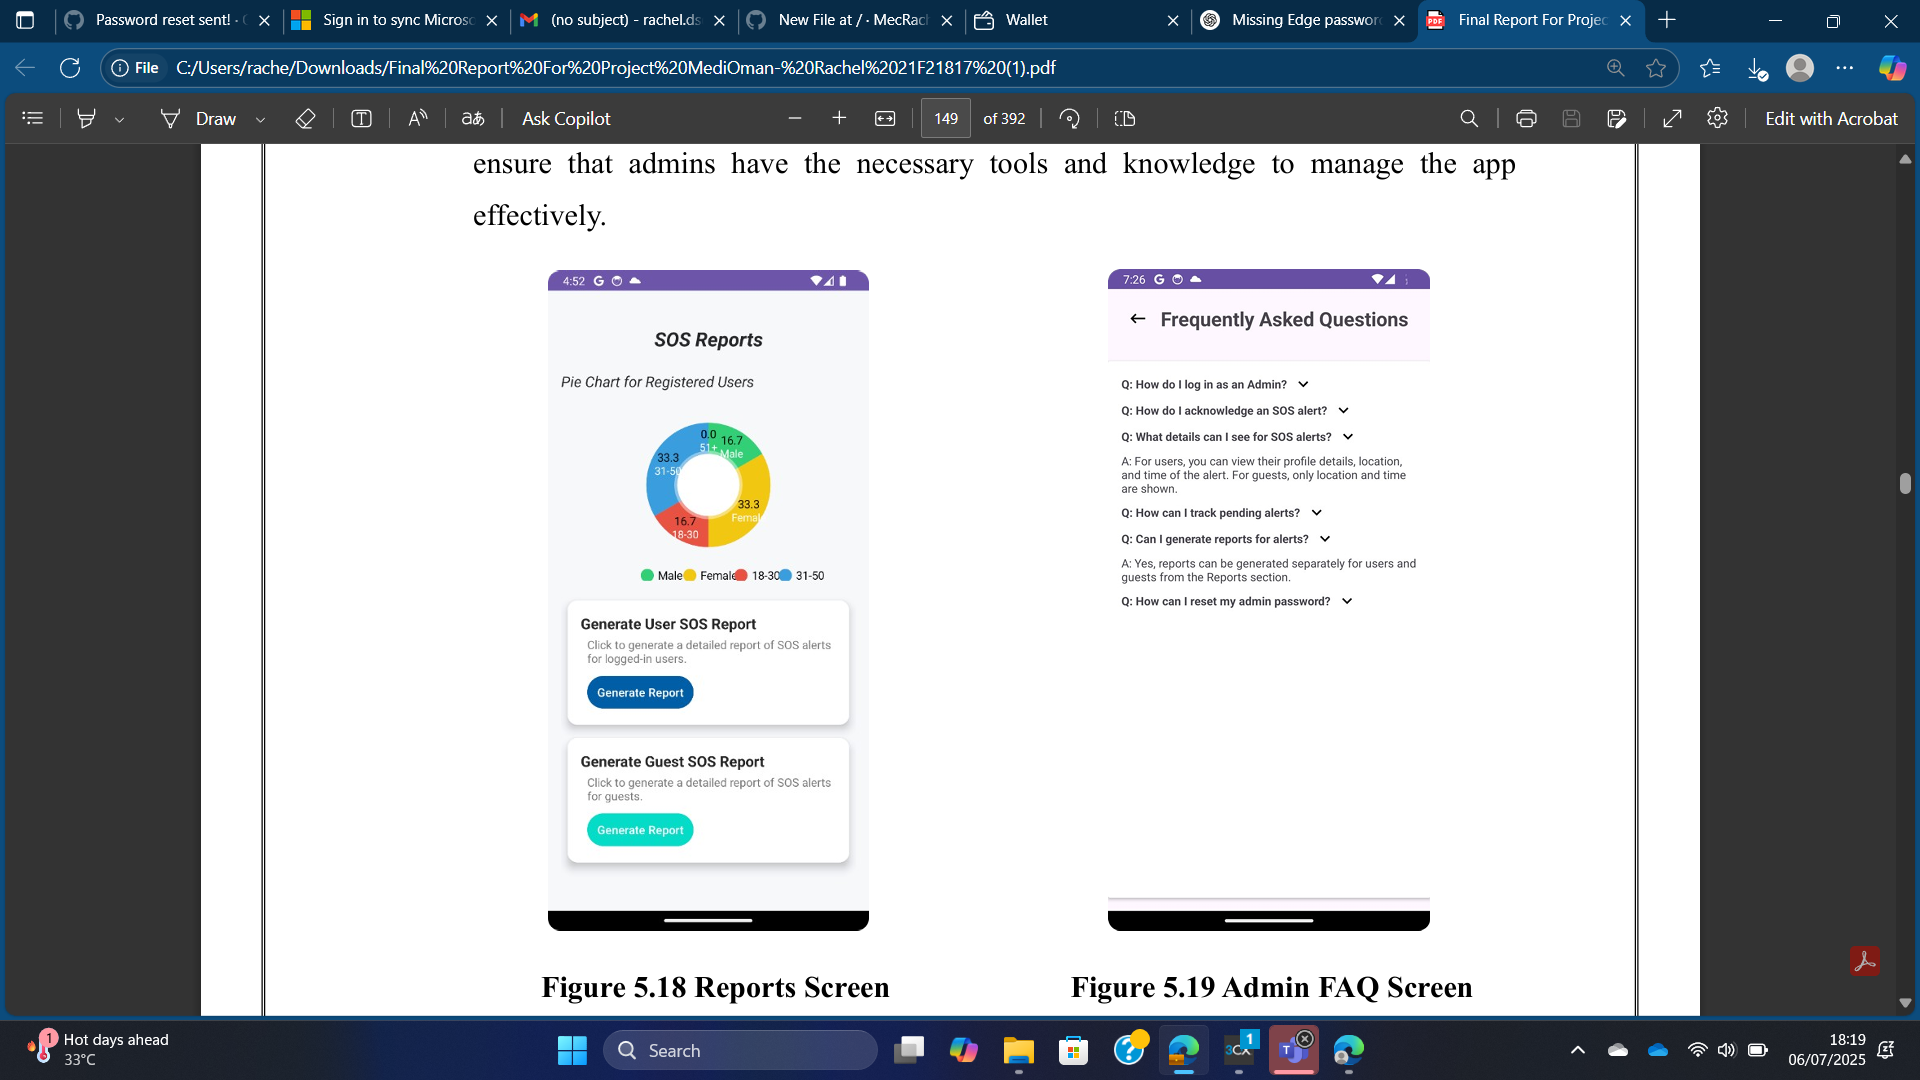 Password reset sent! ·
Sign in to sync Micros
(no subject) - rachel.ds
New File at / · MecRach
Wallet
Missing Edge passwor
Final Report For Projec
File
C:/Users/rache/Downloads/Final%20Report%20For%20Project%20MediOman-%20Rachel%2021F21817%20(1).pdf
Draw
aあ
Ask Copilot
149
of 392
Edit with Acrobat
ensure that admins have the necessary tools and knowledge to manage the app
effectively.
4:52
SOS Reports
Pie Chart for Registered Users
0.0
51+
16.7
Male
33.3
31-50
33.3
Femal
16.7
18-30
Male
Female
18-30
31-50
Generate User SOS Report
Click to generate a detailed report of SOS alerts
for logged-in users.
Generate Report
Generate Guest SOS Report
Click to generate a detailed report of SOS alerts
for guests.
Generate Report
7:26
Frequently Asked Questions
Q: How do I log in as an Admin?
Q: How do I acknowledge an SOS alert?
Q: What details can I see for SOS alerts?
A: For users, you can view their profile details, location,
and time of the alert. For guests, only location and time
are shown.
Q: How can I track pending alerts?
Q: Can I generate reports for alerts?
A: Yes, reports can be generated separately for users and
guests from the Reports section.
Q: How can I reset my admin password?
Figure 5.18 Reports Screen
Figure 5.19 Admin FAQ Screen
1
Hot days ahead
33°C
Search
3CX
1
18:19
06/07/2025